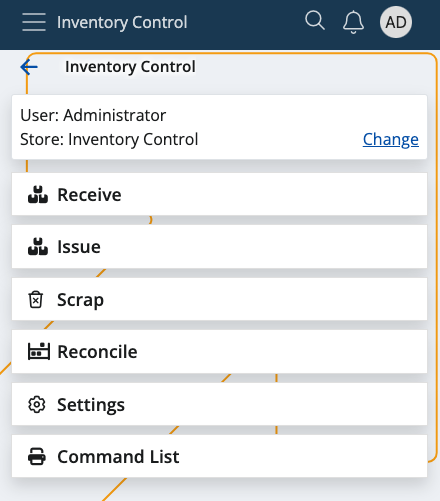 Inventory Control
AD
Inventory Control
User: Administrator
Store: Inventory Control
Change
Receive
Issue
Scrap
Reconcile
Settings
Command List